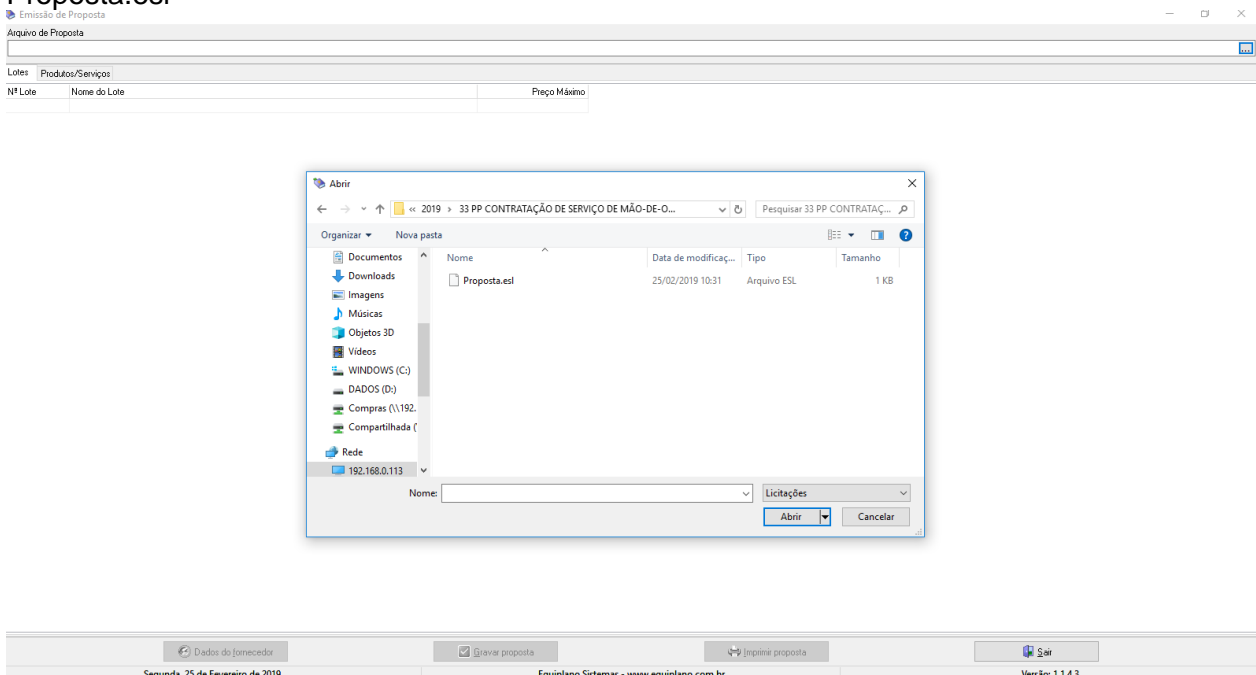 Proposta.esl
Emissão de Proposta
Arquivo de Proposta
...
Lotes Produtos/Serviços
Nª Lote Nome do Lote Preço Máximo
Abrir
« 2019 › 33 PP CONTRATAÇÃO DE SERVIÇO DE MÃO-DE-O... Pesquisar 33 PP CONTRATAÇ...
Organizar Nova pasta
Documentos
Downloads
Imagens
Músicas
Objetos 3D
Vídeos
WINDOWS (C:)
DADOS (D:)
Compras (\\192.
Compartilhada (
Rede
192.168.0.113
Nome Data de modificaç... Tipo Tamanho
Proposta.esl 25/02/2019 10:31 Arquivo ESL 1 KB
Nome: Licitações
Abrir Cancelar
Dados do fornecedor Gravar proposta Imprimir proposta Sair
Segunda, 25 de Fevereiro de 2019 Equiplano Sistemas - www.equiplano.com.br Versão: 1.1.4.3